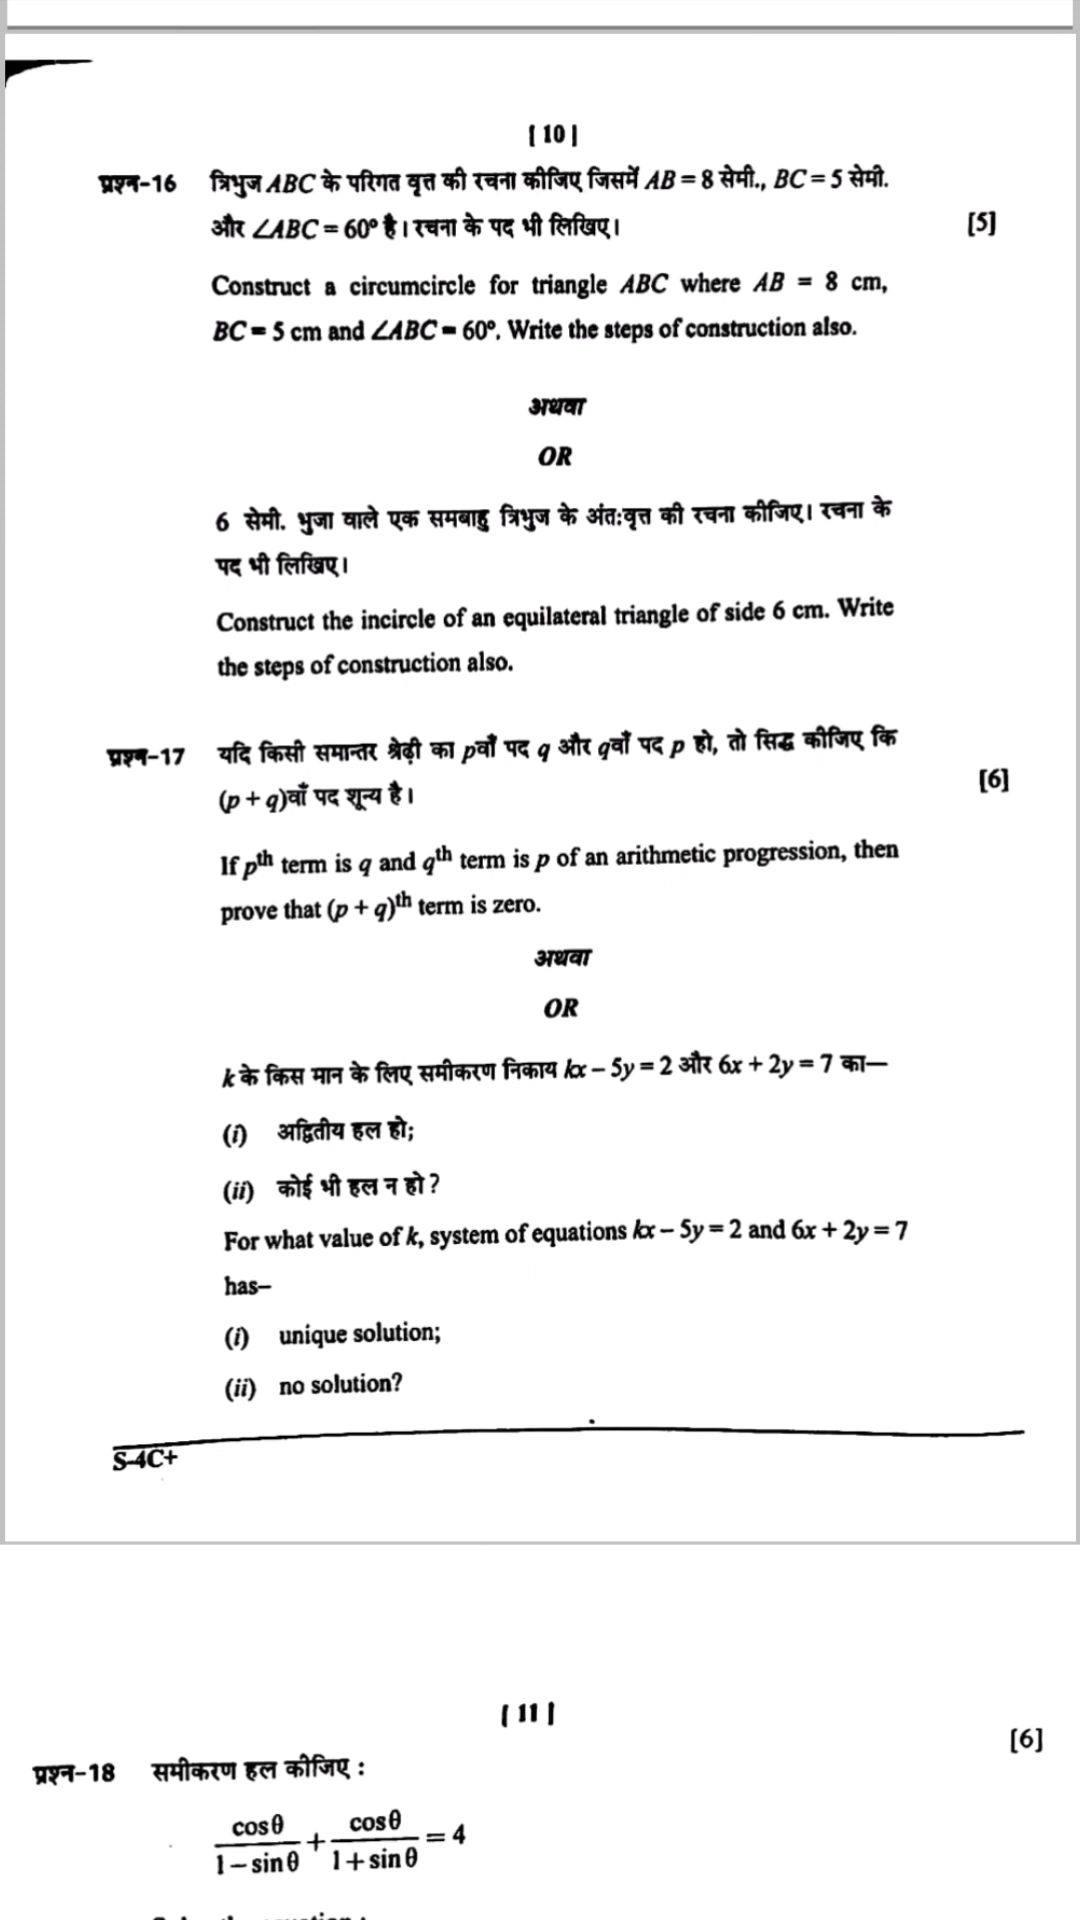 [ 10 ]
प्रश्न-16 त्रिभुज ABC के परिगत वृत्त की रचना कीजिए जिसमें AB = 8 सेमी., BC = 5 सेमी.
और ∠ABC = 60° है। रचना के पद भी लिखिए। [5]
Construct a circumcircle for triangle ABC where AB = 8 cm,
BC = 5 cm and ∠ABC = 60°. Write the steps of construction also.
अथवा
OR
6 सेमी. भुजा वाले एक समबाहु त्रिभुज के अंतःवृत्त की रचना कीजिए। रचना के
पद भी लिखिए।
Construct the incircle of an equilateral triangle of side 6 cm. Write
the steps of construction also.
प्रश्न-17 यदि किसी समान्तर श्रेढ़ी का pवाँ पद q और qवाँ पद p हो, तो सिद्ध कीजिए कि
(p + q)वाँ पद शून्य है। [6]
If pth term is q and qth term is p of an arithmetic progression, then
prove that (p + q)th term is zero.
अथवा
OR
k के किस मान के लिए समीकरण निकाय kx – 5y = 2 और 6x + 2y = 7 का—
(i) अद्वितीय हल हो;
(ii) कोई भी हल न हो?
For what value of k, system of equations kx – 5y = 2 and 6x + 2y = 7
has–
(i) unique solution;
(ii) no solution?
S-4C+
[ 11 ]
[6]
प्रश्न-18 समीकरण हल कीजिए :
cosθ/(1 – sinθ) + cosθ/(1 + sinθ) = 4